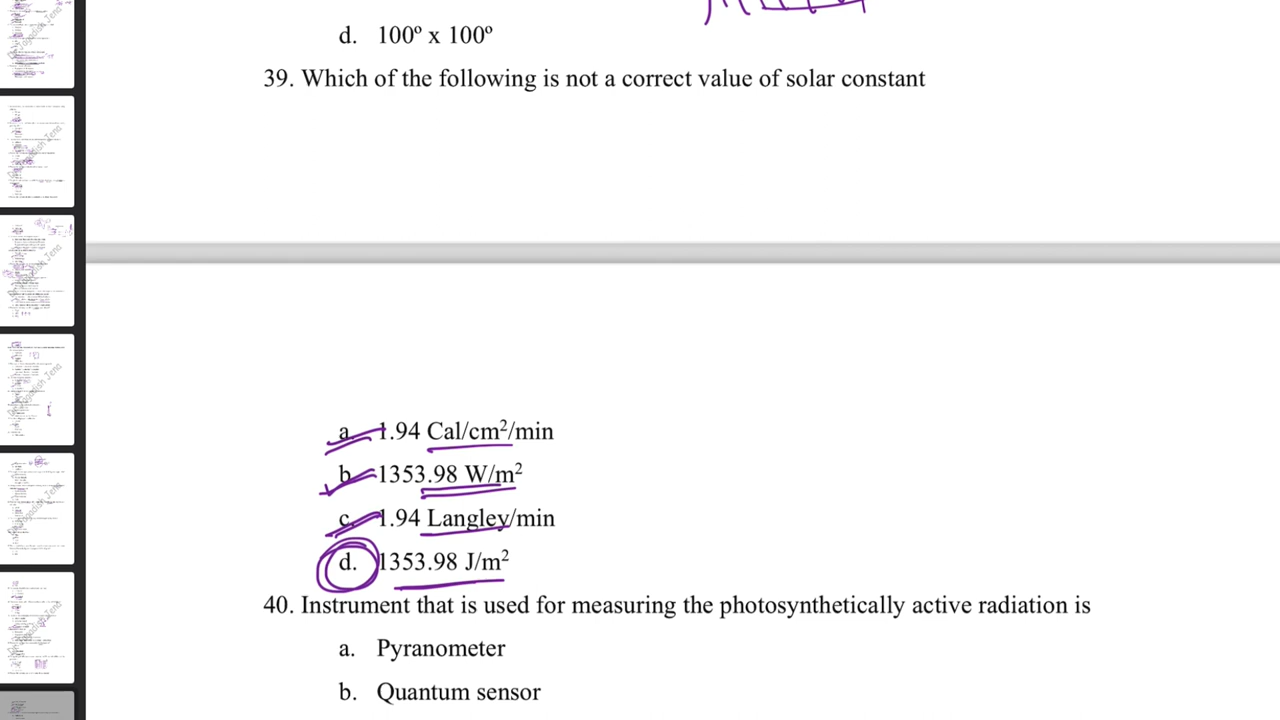 d. 100º x 100º
39. Which of the following is not a correct value of solar constant
a. 1.94 Cal/cm²/min
b. 1353.98 W/m²
c. 1.94 Langley/min
d. 1353.98 J/m²
40. Instrument that is used for measuring the photosynthetically active radiation is
a. Pyranometer
b. Quantum sensor